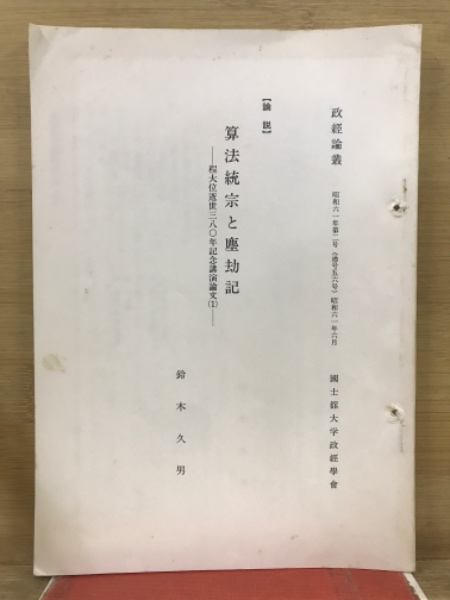 政經論叢　昭和六一年第二号（通号五六号）昭和六一年六月　國士舘大学政經學會
【論説】
算法統宗と塵劫記
——程大位逝世三八〇年記念講演論文(1)——
鈴木久男